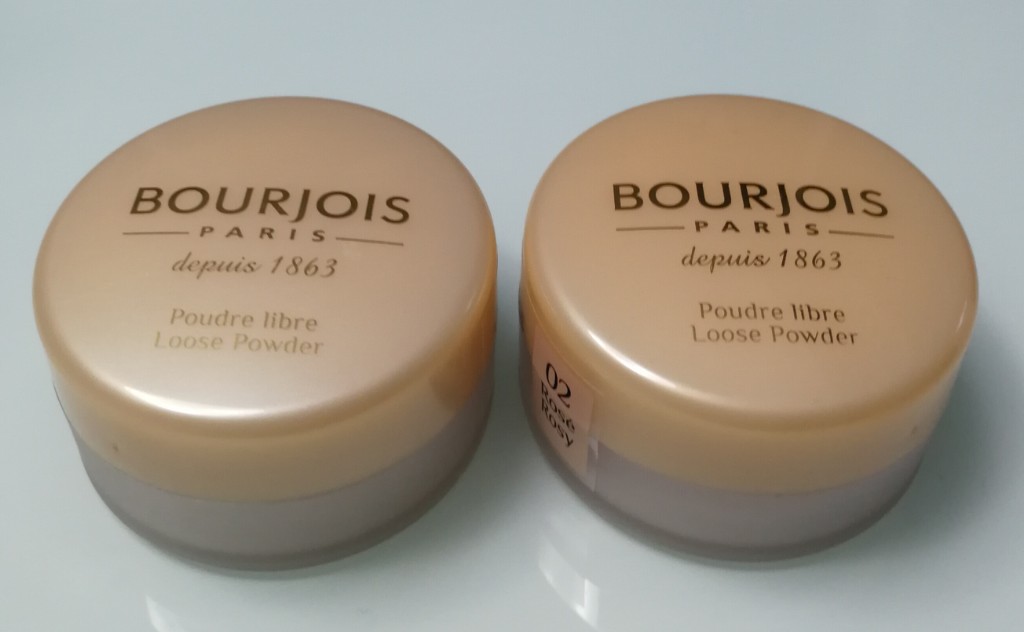 BOURJOIS
PARIS
depuis 1863
Poudre libre
Loose Powder
BOURJOIS
PARIS
depuis 1863
Poudre libre
Loose Powder
02
Rosé
Rosy